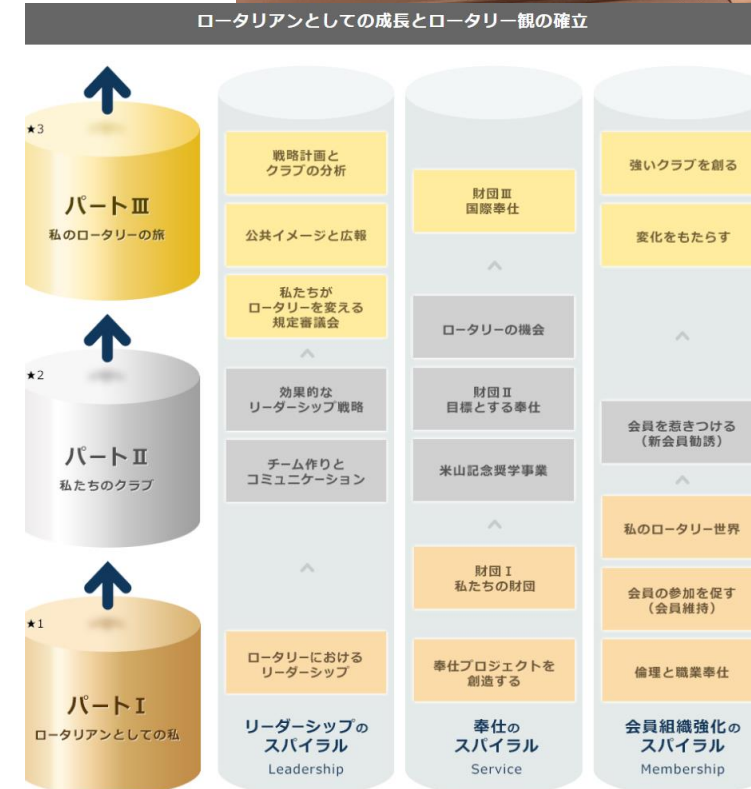 ロータリアンとしての成長とロータリー観の確立
★3
パートⅢ
私のロータリーの旅
★2
パートⅡ
私たちのクラブ
★1
パートⅠ
ロータリアンとしての私
戦略計画と
クラブの分析
公共イメージと広報
私たちが
ロータリーを変える
規定審議会
効果的な
リーダーシップ戦略
チーム作りと
コミュニケーション
ロータリーにおける
リーダーシップ
リーダーシップの
スパイラル
Leadership
財団Ⅲ
国際奉仕
ロータリーの機会
財団Ⅱ
目標とする奉仕
米山記念奨学事業
財団Ⅰ
私たちの財団
奉仕プロジェクトを
創造する
奉仕の
スパイラル
Service
強いクラブを創る
変化をもたらす
会員を惹きつける
（新会員勧誘）
私のロータリー世界
会員の参加を促す
（会員維持）
倫理と職業奉仕
会員組織強化の
スパイラル
Membership